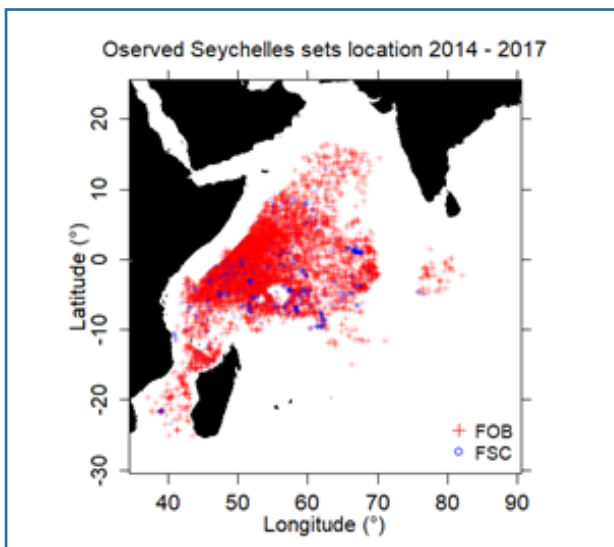 Oserved Seychelles sets location 2014 - 2017
20
10
0
-10
-20
-30
Latitude (°)
FOB
FSC
40 50 60 70 80 90
Longitude (°)